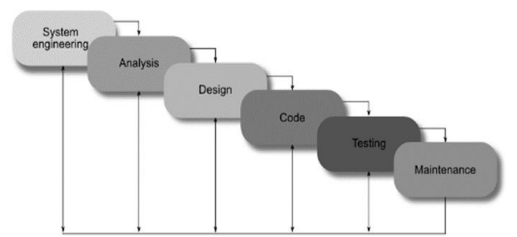 System
engineering
Analysis
Design
Code
Testing
Maintenance